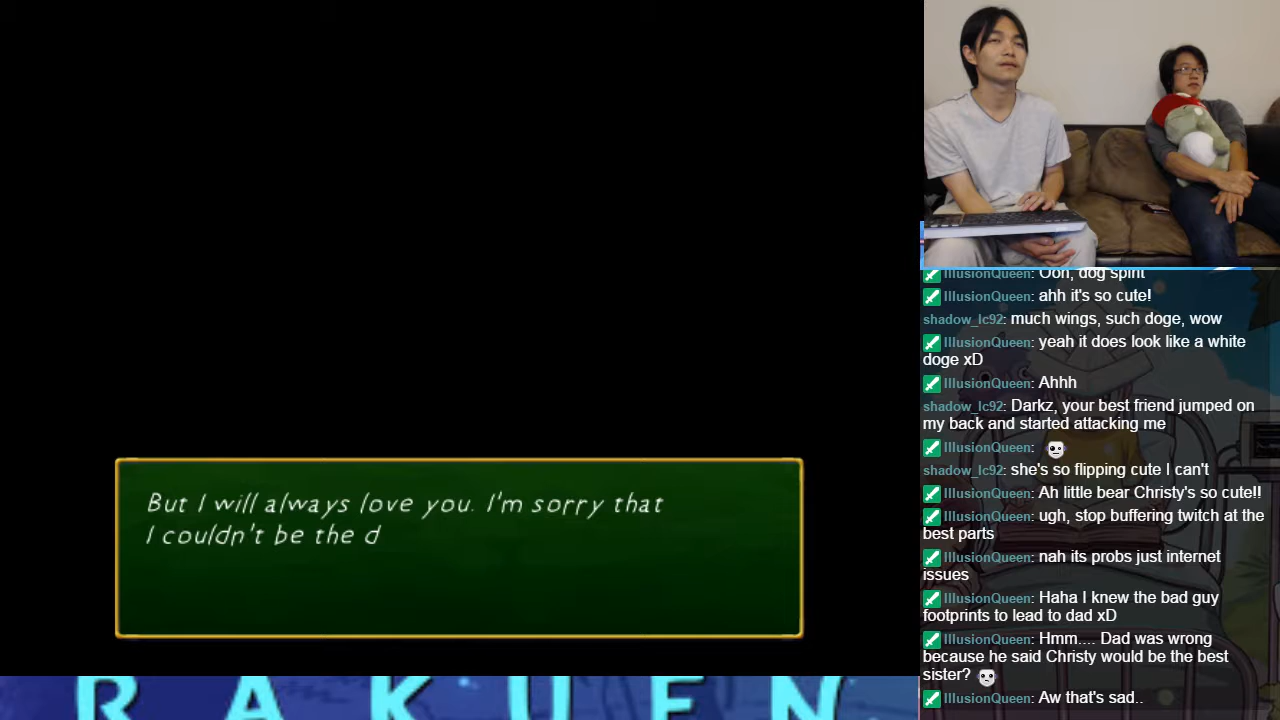 But I will always love you. I'm sorry that
I couldn't be the d
R A K U E N
IllusionQueen: Ooh, dog spirit
IllusionQueen: ahh it's so cute!
shadow_lc92: much wings, such doge, wow
IllusionQueen: yeah it does look like a white
doge xD
IllusionQueen: Ahhh
shadow_lc92: Darkz, your best friend jumped on
my back and started attacking me
IllusionQueen:
shadow_lc92: she's so flipping cute I can't
IllusionQueen: Ah little bear Christy's so cute!!
IllusionQueen: ugh, stop buffering twitch at the
best parts
IllusionQueen: nah its probs just internet
issues
IllusionQueen: Haha I knew the bad guy
footprints to lead to dad xD
IllusionQueen: Hmm.... Dad was wrong
because he said Christy would be the best
sister?
IllusionQueen: Aw that's sad..